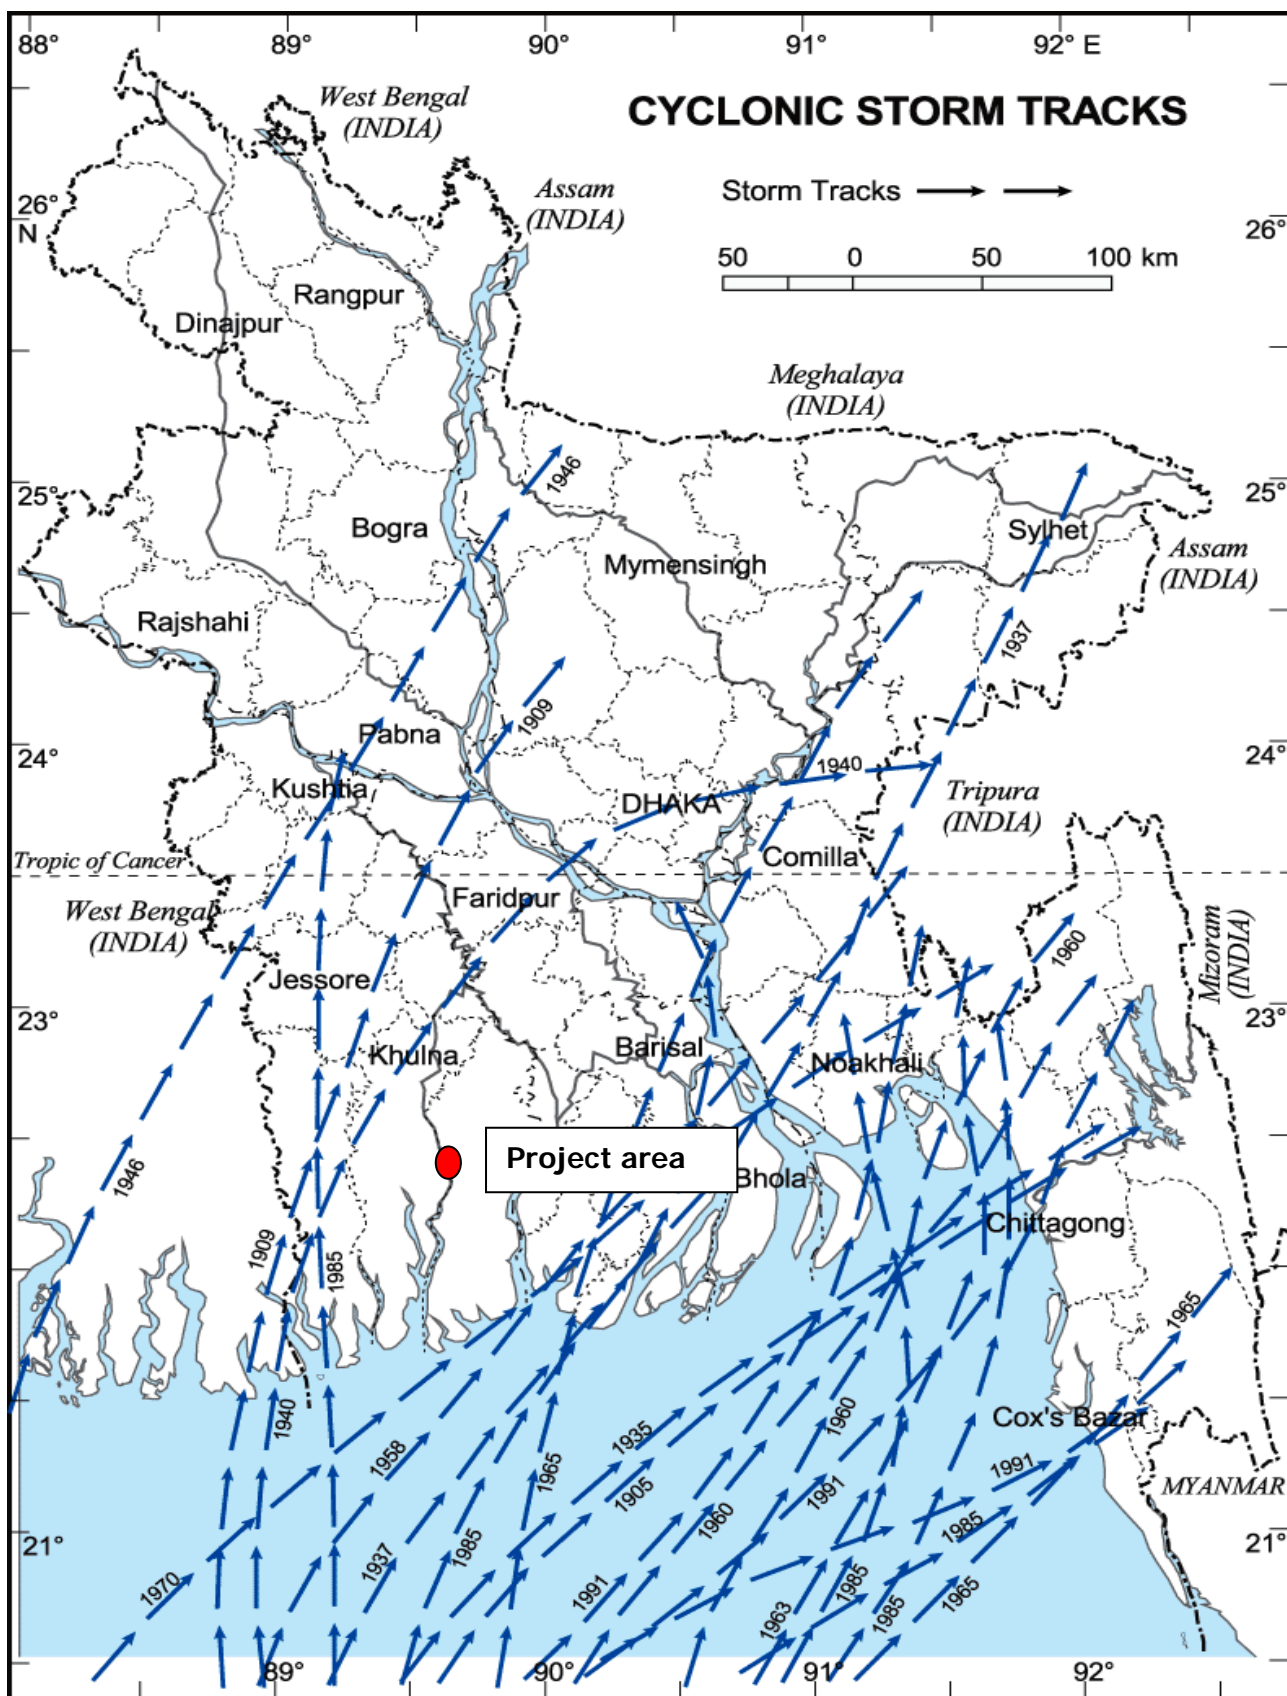 88°
89°
90°
91°
92° E
West Bengal
(INDIA)
CYCLONIC STORM TRACKS
Assam
(INDIA)
Storm Tracks
26°
N
26°
50 0 50 100 km
Rangpur
Dinajpur
Meghalaya
(INDIA)
25°
25°
1946
Bogra
Sylhet
Mymensingh
Assam
(INDIA)
Rajshahi
1937
1909
Pabna
24°
24°
1940
Kushtia
DHAKA
Tripura
(INDIA)
Tropic of Cancer
Comilla
Faridpur
West Bengal
(INDIA)
1960
Mizoram
(INDIA)
Jessore
23°
23°
Khulna
Barisal
Noakhali
Project area
1946
Bhola
Chittagong
1909
1985
1965
1940
1958
1935
1960
Cox's Bazar
1965
1905
1991
1991
MYANMAR
1960
1985
21°
21°
1937
1985
1970
1991
1985
1963
1985
1965
89°
90°
91°
92°